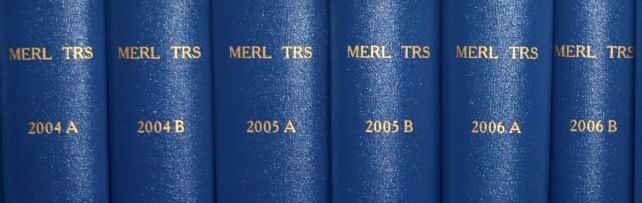 MERL TRS
2004 A
MERL TRS
2004 B
MERL TRS
2005 A
MERL TRS
2005 B
MERL TRS
2006 A
MERL TRS
2006 B